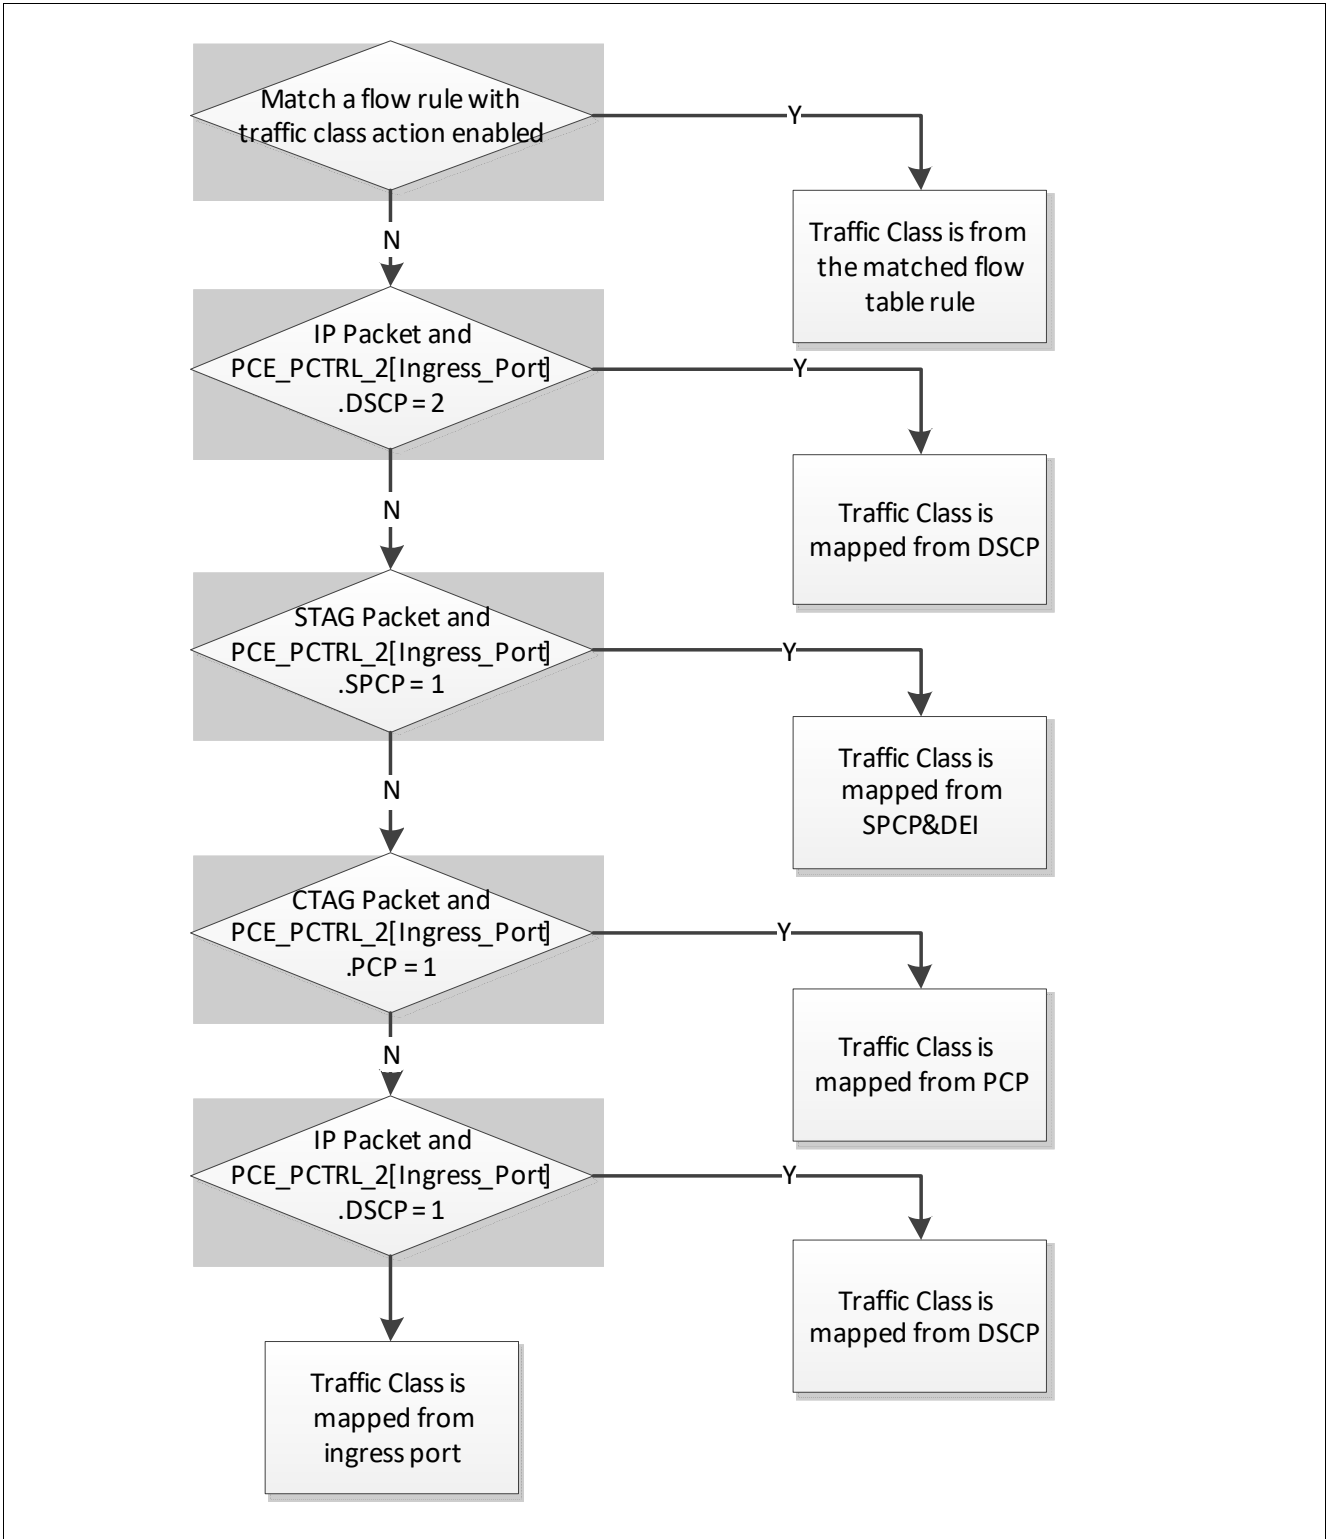 Match a flow rule with
traffic class action enabled
Y
Traffic Class is from
the matched flow
table rule
N
IP Packet and
PCE_PCTRL_2[Ingress_Port]
.DSCP = 2
Y
Traffic Class is
mapped from DSCP
N
STAG Packet and
PCE_PCTRL_2[Ingress_Port]
.SPCP = 1
Y
Traffic Class is
mapped from
SPCP&DEI
N
CTAG Packet and
PCE_PCTRL_2[Ingress_Port]
.PCP = 1
Y
Traffic Class is
mapped from PCP
N
IP Packet and
PCE_PCTRL_2[Ingress_Port]
.DSCP = 1
Y
Traffic Class is
mapped from DSCP
Traffic Class is
mapped from
ingress port